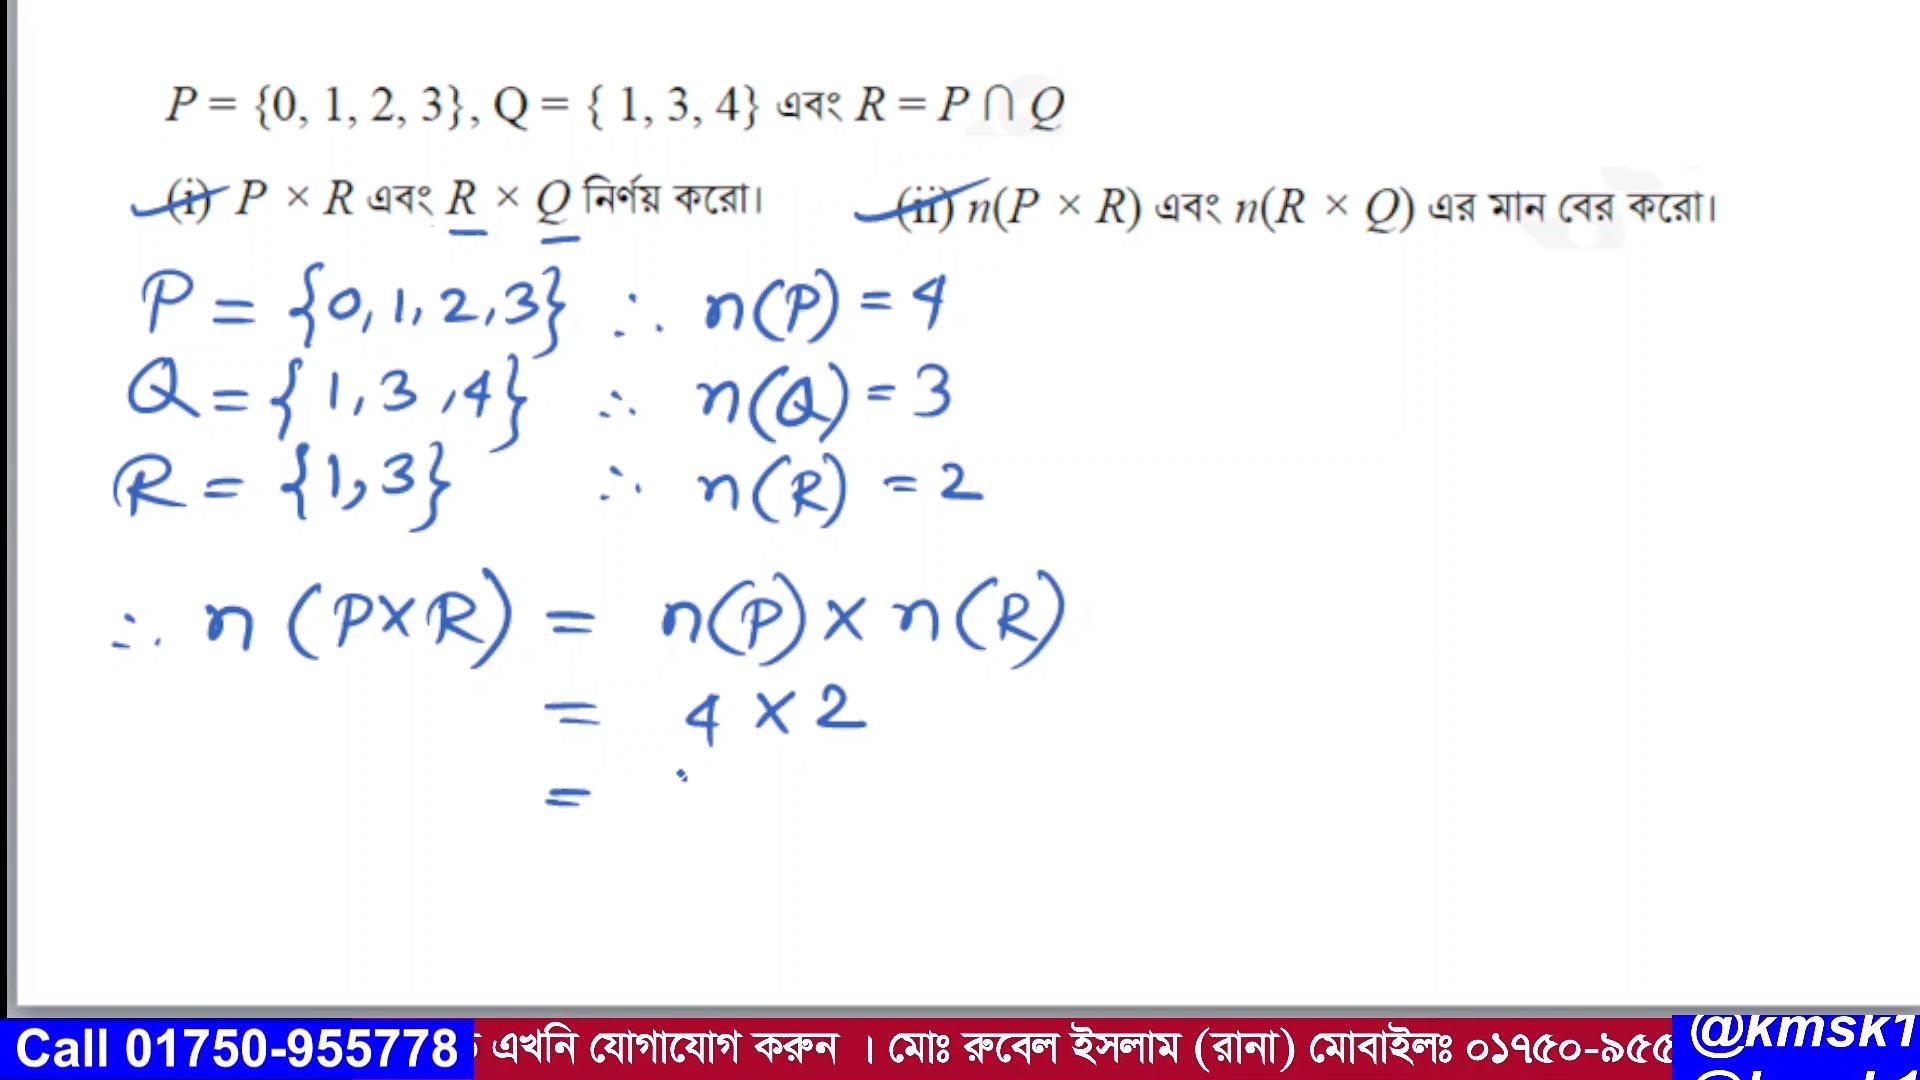 P = {0, 1, 2, 3}, Q = { 1, 3, 4} এবং R = P ∩ Q
(i) P × R এবং R × Q নির্ণয় করো। (ii) n(P × R) এবং n(R × Q) এর মান বের করো।
P = {0, 1, 2, 3} ∴ n(P) = 4
Q = { 1, 3, 4} ∴ n(Q) = 3
R = {1, 3} ∴ n(R) = 2
∴ n (P×R) = n(P) × n(R)
= 4 × 2
=
Call 01750-955778 এখনি যোগাযোগ করুন । মোঃ রুবেল ইসলাম (রানা) মোবাইলঃ ০১৭৫০-৯৫৫ @kmsk1